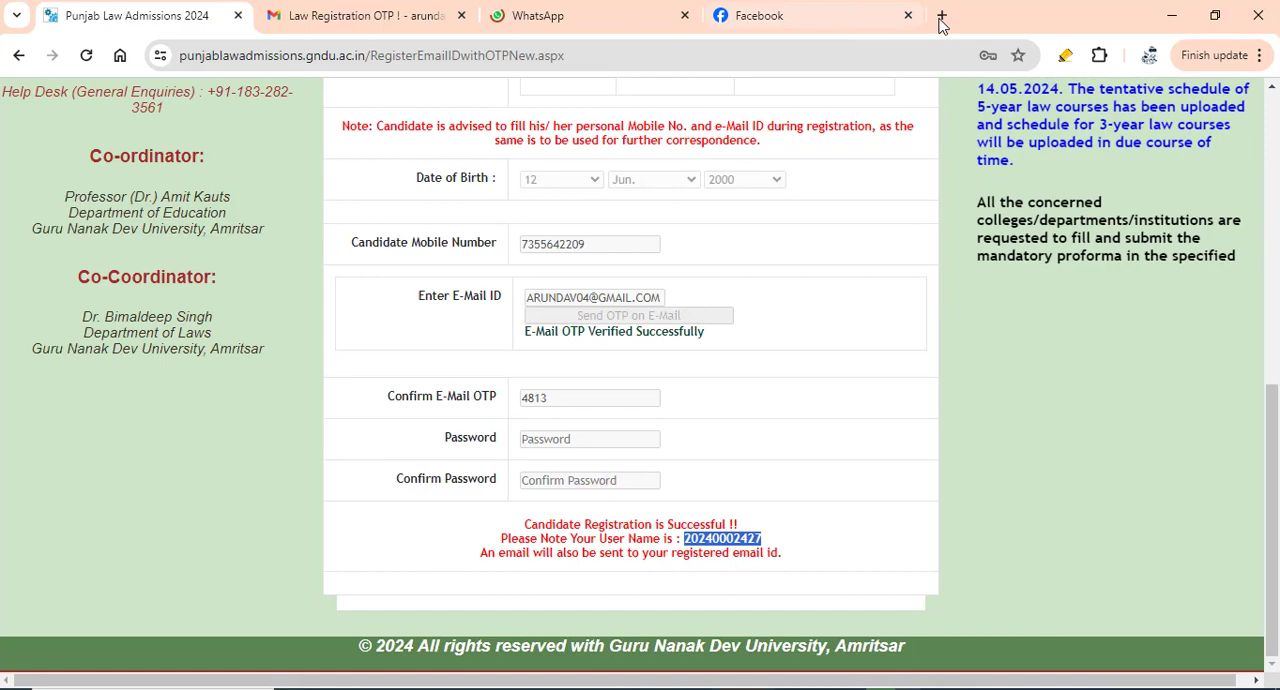 Punjab Law Admissions 2024
Law Registration OTP ! - arunda
WhatsApp
Facebook
punjablawadmissions.gndu.ac.in/RegisterEmailIDwithOTPNew.aspx
Finish update
Help Desk (General Enquiries) : +91-183-282-
3561
Co-ordinator:
Professor (Dr.) Amit Kauts
Department of Education
Guru Nanak Dev University, Amritsar
Co-Coordinator:
Dr. Bimaldeep Singh
Department of Laws
Guru Nanak Dev University, Amritsar
Note: Candidate is advised to fill his/ her personal Mobile No. and e-Mail ID during registration, as the
same is to be used for further correspondence.
Date of Birth : 12 Jun. 2000
Candidate Mobile Number 7355642209
Enter E-Mail ID ARUNDAV04@GMAIL.COM
Send OTP on E-Mail
E-Mail OTP Verified Successfully
Confirm E-Mail OTP 4813
Password Password
Confirm Password Confirm Password
Candidate Registration is Successful !!
Please Note Your User Name is : 20240002427
An email will also be sent to your registered email id.
14.05.2024. The tentative schedule of
5-year law courses has been uploaded
and schedule for 3-year law courses
will be uploaded in due course of
time.
All the concerned
colleges/departments/institutions are
requested to fill and submit the
mandatory proforma in the specified
© 2024 All rights reserved with Guru Nanak Dev University, Amritsar